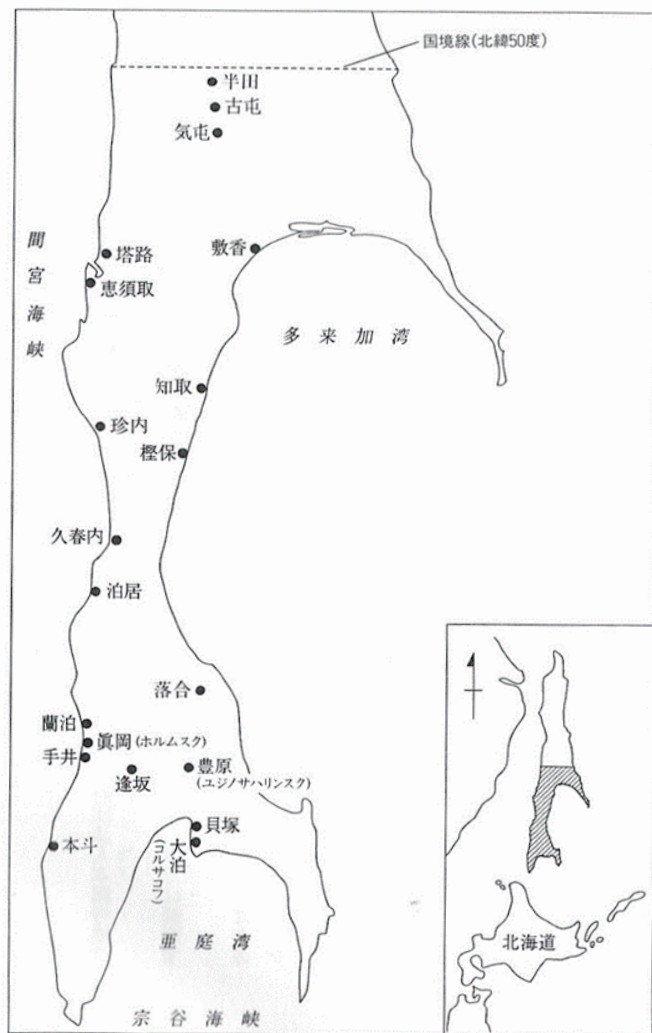 国境線(北緯50度)
半田
古屯
気屯
間宮海峡
塔路
恵須取
敷香
多来加湾
知取
珍内
樫保
久春内
泊居
落合
蘭泊
眞岡(ホルムスク)
手井
逢坂
豊原
(ユジノサハリンスク)
貝塚
大泊
(コルサコフ)
本斗
亜庭湾
宗谷海峡
北海道